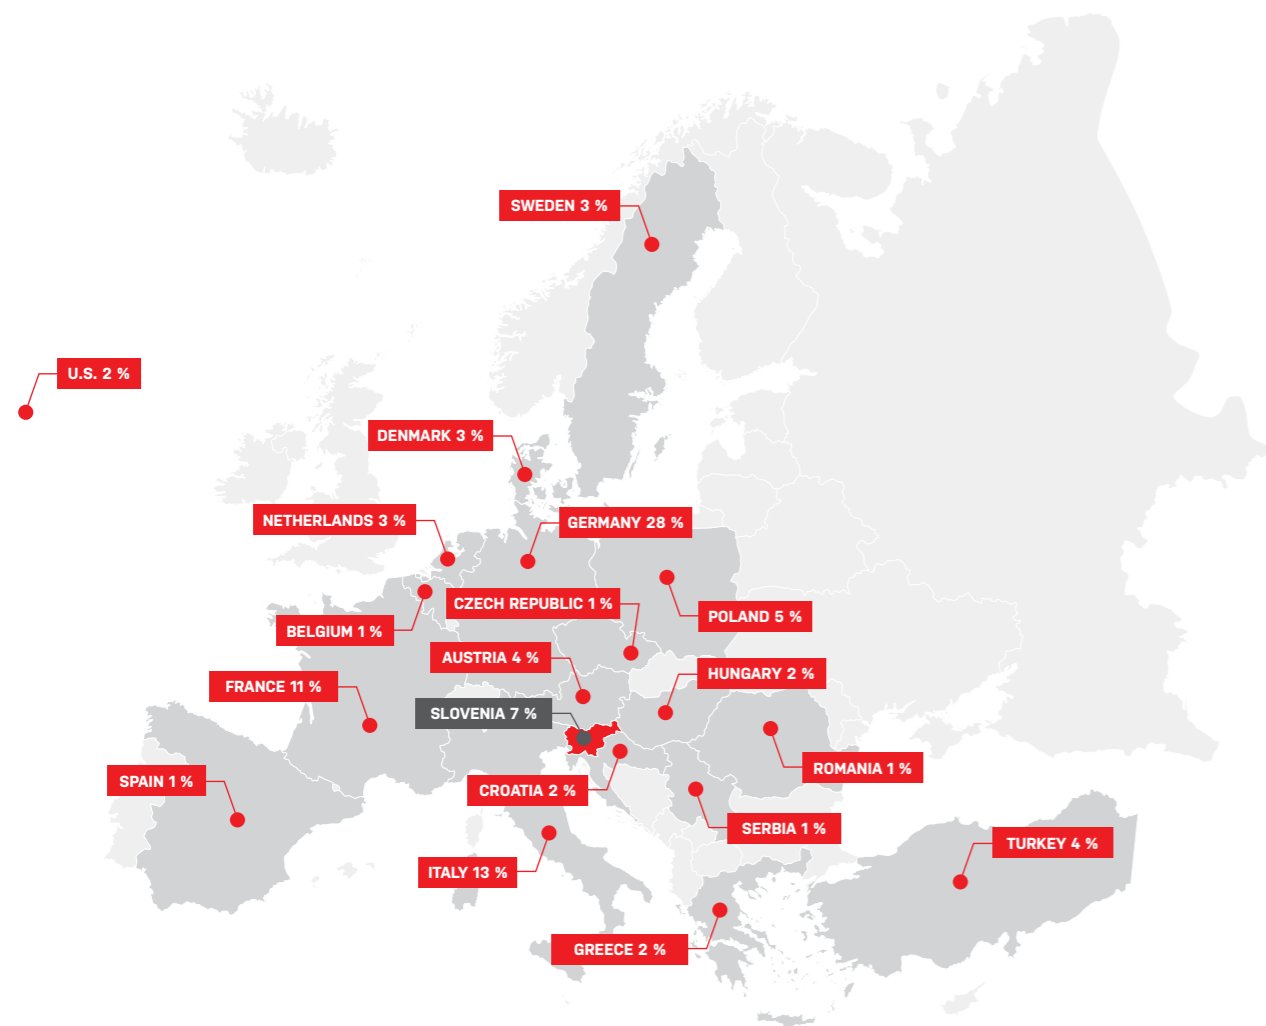 SWEDEN 3 %
U.S. 2 %
DENMARK 3 %
NETHERLANDS 3 %
GERMANY 28 %
CZECH REPUBLIC 1 %
POLAND 5 %
BELGIUM 1 %
AUSTRIA 4 %
HUNGARY 2 %
FRANCE 11 %
SLOVENIA 7 %
ROMANIA 1 %
SPAIN 1 %
CROATIA 2 %
SERBIA 1 %
TURKEY 4 %
ITALY 13 %
GREECE 2 %